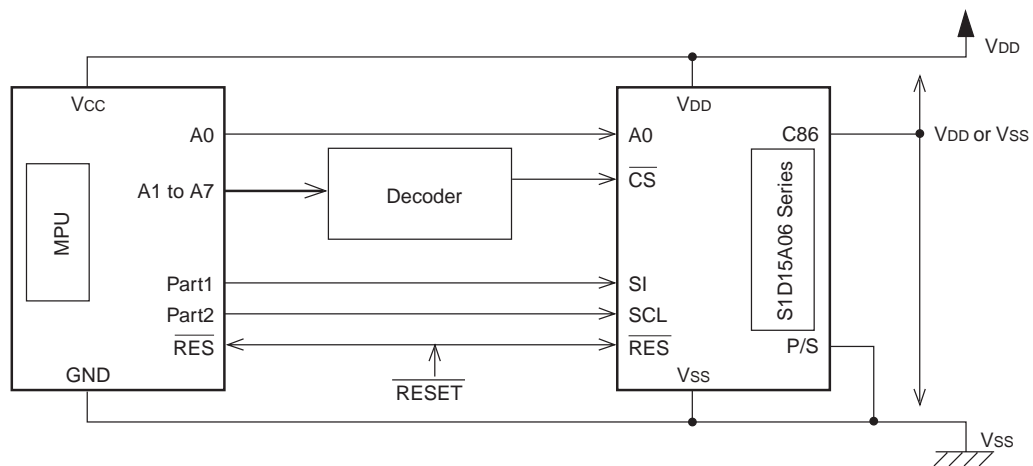 VDD
VCC
VDD
A0
A0
C86
VDD or VSS
A1 to A7
Decoder
CS
MPU
S1D15A06 Series
Part1
SI
Part2
SCL
RES
RES
P/S
GND
RESET
VSS
VSS